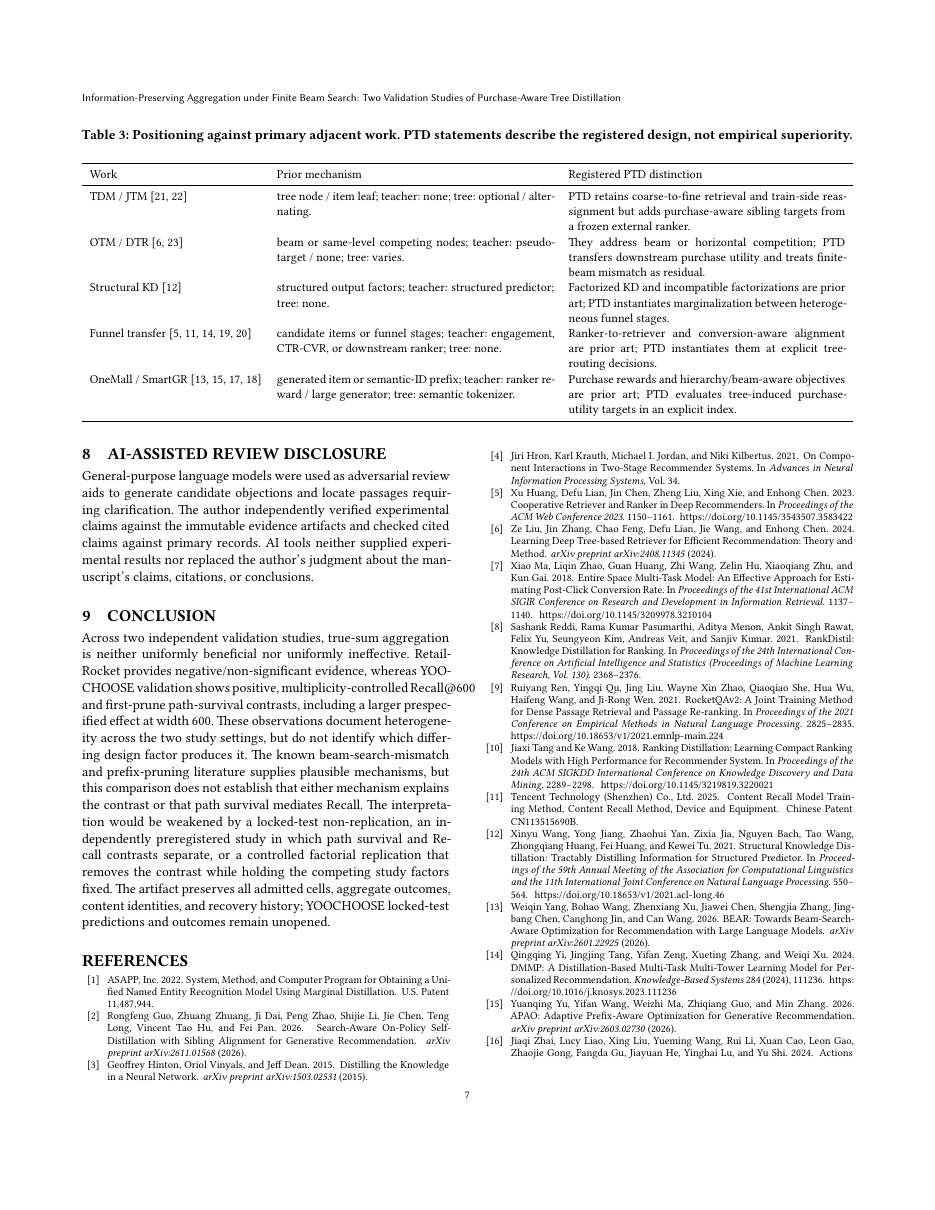 Information-Preserving Aggregation under Finite Beam Search: Two Validation Studies of Purchase-Aware Tree Distillation
Table 3: Positioning against primary adjacent work. PTD statements describe the registered design, not empirical superiority.
Work Prior mechanism Registered PTD distinction
TDM / JTM [21, 22] tree node / item leaf; teacher: none; tree: optional / alter-
nating.
PTD retains coarse-to-fine retrieval and train-side reas-
signment but adds purchase-aware sibling targets from
a frozen external ranker.
OTM / DTR [6, 23] beam or same-level competing nodes; teacher: pseudo-
target / none; tree: varies.
They address beam or horizontal competition; PTD
transfers downstream purchase utility and treats finite-
beam mismatch as residual.
Structural KD [12] structured output factors; teacher: structured predictor;
tree: none.
Factorized KD and incompatible factorizations are prior
art; PTD instantiates marginalization between heteroge-
neous funnel stages.
Funnel transfer [5, 11, 14, 19, 20] candidate items or funnel stages; teacher: engagement,
CTR-CVR, or downstream ranker; tree: none.
Ranker-to-retriever and conversion-aware alignment
are prior art; PTD instantiates them at explicit tree-
routing decisions.
OneMall / SmartGR [13, 15, 17, 18] generated item or semantic-ID prefix; teacher: ranker re-
ward / large generator; tree: semantic tokenizer.
Purchase rewards and hierarchy/beam-aware objectives
are prior art; PTD evaluates tree-induced purchase-
utility targets in an explicit index.
8 AI-ASSISTED REVIEW DISCLOSURE
General-purpose language models were used as adversarial review
aids to generate candidate objections and locate passages requir-
ing clarification. The author independently verified experimental
claims against the immutable evidence artifacts and checked cited
claims against primary records. AI tools neither supplied experi-
mental results nor replaced the author's judgment about the man-
uscript's claims, citations, or conclusions.
9 CONCLUSION
Across two independent validation studies, true-sum aggregation
is neither uniformly beneficial nor uniformly ineffective. Retail-
Rocket provides negative/non-significant evidence, whereas YOO-
CHOOSE validation shows positive, multiplicity-controlled Recall@600
and first-prune path-survival contrasts, including a larger prespec-
ified effect at width 600. These observations document heterogene-
ity across the two study settings, but do not identify which differ-
ing design factor produces it. The known beam-search-mismatch
and prefix-pruning literature supplies plausible mechanisms, but
this comparison does not establish that either mechanism explains
the contrast or that path survival mediates Recall. The interpreta-
tion would be weakened by a locked-test non-replication, an in-
dependently preregistered study in which path survival and Re-
call contrasts separate, or a controlled factorial replication that
removes the contrast while holding the competing study factors
fixed. The artifact preserves all admitted cells, aggregate outcomes,
content identities, and recovery history; YOOCHOOSE locked-test
predictions and outcomes remain unopened.
REFERENCES
[1] ASAPP, Inc. 2022. System, Method, and Computer Program for Obtaining a Uni-
fied Named Entity Recognition Model Using Marginal Distillation. U.S. Patent
11,487,944.
[2] Rongfeng Guo, Zhuang Zhuang, Ji Dai, Peng Zhao, Shijie Li, Jie Chen, Teng
Long, Vincent Tao Hu, and Fei Pan. 2026. Search-Aware On-Policy Self-
Distillation with Sibling Alignment for Generative Recommendation. arXiv
preprint arXiv:2611.01568 (2026).
[3] Geoffrey Hinton, Oriol Vinyals, and Jeff Dean. 2015. Distilling the Knowledge
in a Neural Network. arXiv preprint arXiv:1503.02531 (2015).
[4] Jiri Hron, Karl Krauth, Michael I. Jordan, and Niki Kilbertus. 2021. On Compo-
nent Interactions in Two-Stage Recommender Systems. In Advances in Neural
Information Processing Systems, Vol. 34.
[5] Xu Huang, Defu Lian, Jin Chen, Zheng Liu, Xing Xie, and Enhong Chen. 2023.
Cooperative Retriever and Ranker in Deep Recommenders. In Proceedings of the
ACM Web Conference 2023. 1150–1161. https://doi.org/10.1145/3543507.3583422
[6] Ze Liu, Jin Zhang, Chao Feng, Defu Lian, Jie Wang, and Enhong Chen. 2024.
Learning Deep Tree-based Retriever for Efficient Recommendation: Theory and
Method. arXiv preprint arXiv:2408.11345 (2024).
[7] Xiao Ma, Liqin Zhao, Guan Huang, Zhi Wang, Zelin Hu, Xiaoqiang Zhu, and
Kun Gai. 2018. Entire Space Multi-Task Model: An Effective Approach for Esti-
mating Post-Click Conversion Rate. In Proceedings of the 41st International ACM
SIGIR Conference on Research and Development in Information Retrieval. 1137–
1140. https://doi.org/10.1145/3209978.3210104
[8] Sashank Reddi, Rama Kumar Pasumarthi, Aditya Menon, Ankit Singh Rawat,
Felix Yu, Seungyeon Kim, Andreas Veit, and Sanjiv Kumar. 2021. RankDistil:
Knowledge Distillation for Ranking. In Proceedings of the 24th International Con-
ference on Artificial Intelligence and Statistics (Proceedings of Machine Learning
Research, Vol. 130). 2368–2376.
[9] Ruiyang Ren, Yingqi Qu, Jing Liu, Wayne Xin Zhao, Qiaoqiao She, Hua Wu,
Haifeng Wang, and Ji-Rong Wen. 2021. RocketQAv2: A Joint Training Method
for Dense Passage Retrieval and Passage Re-ranking. In Proceedings of the 2021
Conference on Empirical Methods in Natural Language Processing. 2825–2835.
https://doi.org/10.18653/v1/2021.emnlp-main.224
[10] Jiaxi Tang and Ke Wang. 2018. Ranking Distillation: Learning Compact Ranking
Models with High Performance for Recommender System. In Proceedings of the
24th ACM SIGKDD International Conference on Knowledge Discovery and Data
Mining. 2289–2298. https://doi.org/10.1145/3219819.3220021
[11] Tencent Technology (Shenzhen) Co., Ltd. 2025. Content Recall Model Train-
ing Method, Content Recall Method, Device and Equipment. Chinese Patent
CN113515690B.
[12] Xinyu Wang, Yong Jiang, Zhaohui Yan, Zixia Jia, Nguyen Bach, Tao Wang,
Zhongqiang Huang, Fei Huang, and Kewei Tu. 2021. Structural Knowledge Dis-
tillation: Tractably Distilling Information for Structured Predictor. In Proceed-
ings of the 59th Annual Meeting of the Association for Computational Linguistics
and the 11th International Joint Conference on Natural Language Processing. 550–
564. https://doi.org/10.18653/v1/2021.acl-long.46
[13] Weiqin Yang, Bohao Wang, Zhenxiang Xu, Jiawei Chen, Shengjia Zhang, Jing-
bang Chen, Canghong Jin, and Can Wang. 2026. BEAR: Towards Beam-Search-
Aware Optimization for Recommendation with Large Language Models. arXiv
preprint arXiv:2601.22925 (2026).
[14] Qingqing Yi, Jingjing Tang, Yifan Zeng, Xueting Zhang, and Weiqi Xu. 2024.
DMMP: A Distillation-Based Multi-Task Multi-Tower Learning Model for Per-
sonalized Recommendation. Knowledge-Based Systems 284 (2024), 111236. https:
//doi.org/10.1016/j.knosys.2023.111236
[15] Yuanqing Yu, Yifan Wang, Weizhi Ma, Zhiqiang Guo, and Min Zhang. 2026.
APAO: Adaptive Prefix-Aware Optimization for Generative Recommendation.
arXiv preprint arXiv:2603.02730 (2026).
[16] Jiaqi Zhai, Lucy Liao, Xing Liu, Yueming Wang, Rui Li, Xuan Cao, Leon Gao,
Zhaojie Gong, Fangda Gu, Jiayuan He, Yinghai Lu, and Yu Shi. 2024. Actions
7